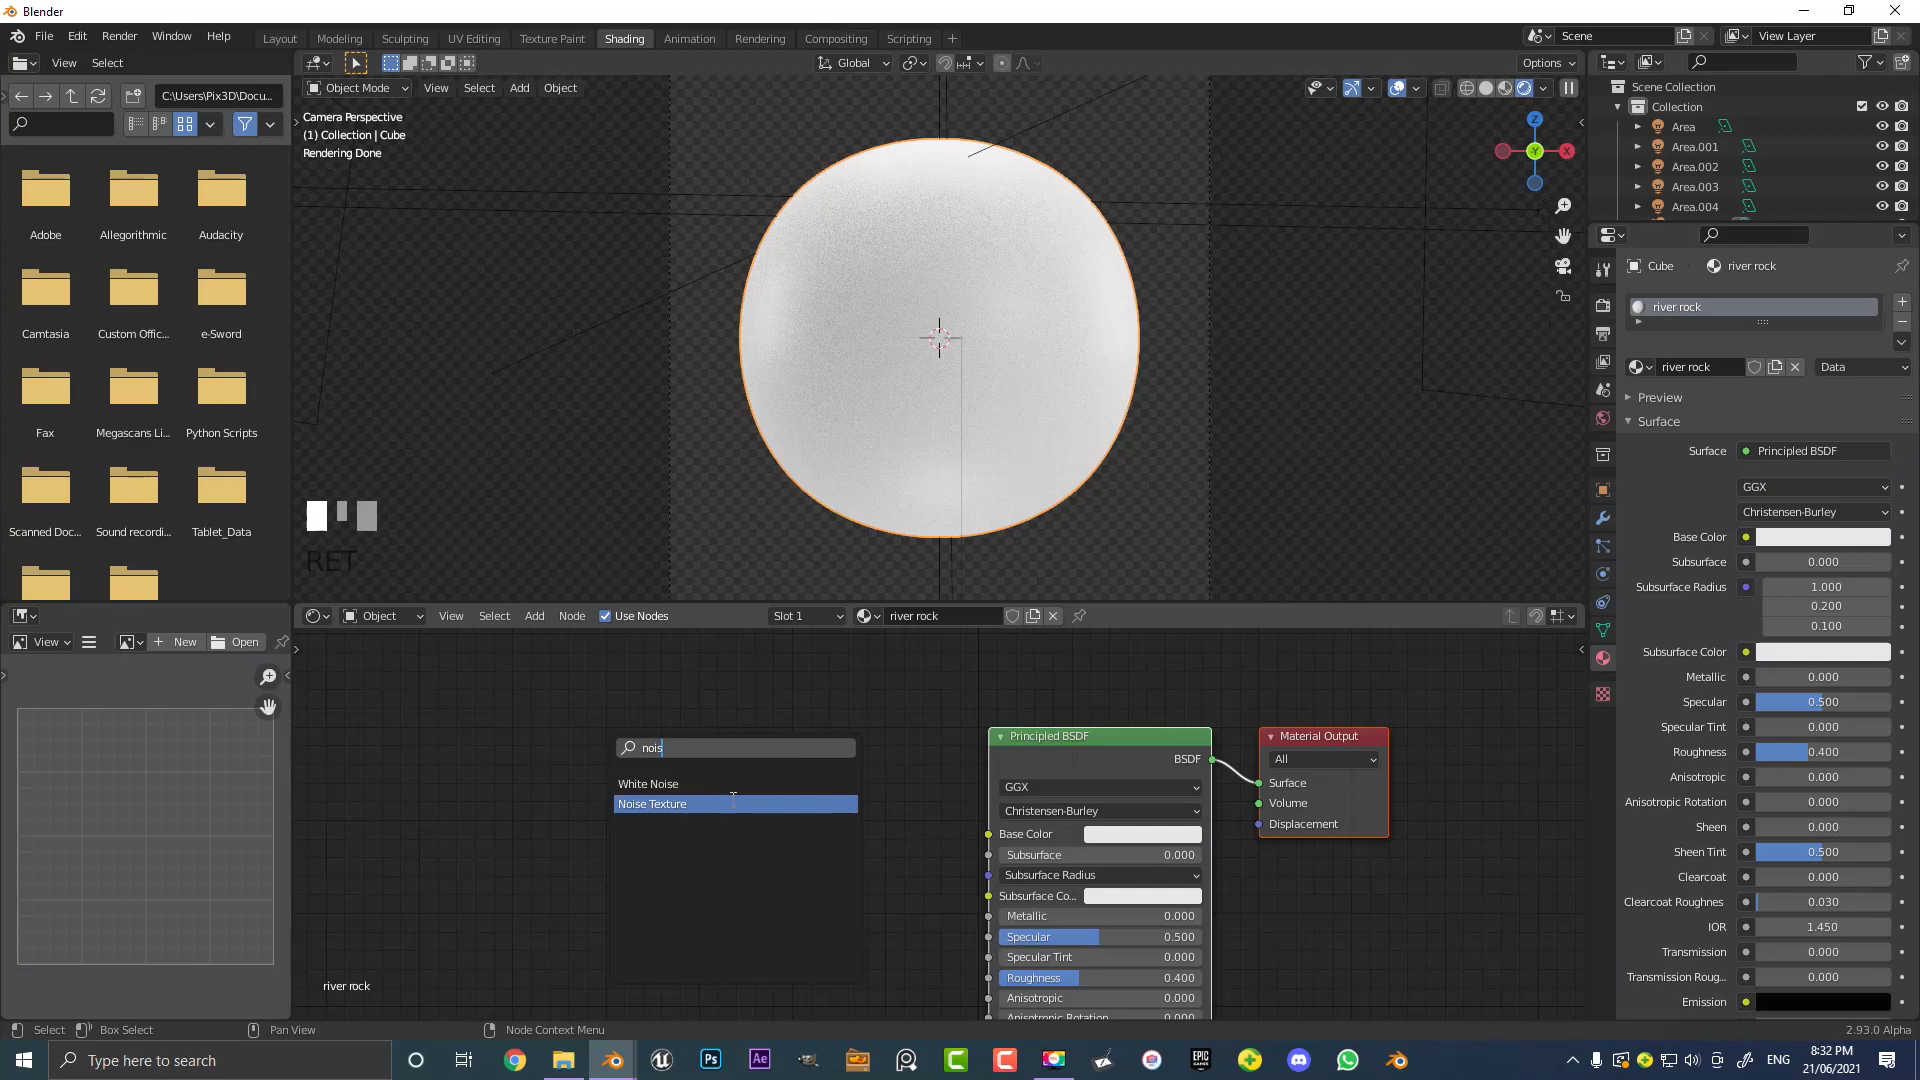 Blender
File Edit Render Window Help
Layout Modeling Sculpting UV Editing Texture Paint Shading Animation Rendering Compositing Scripting
Scene
View Layer
View Select
Global
Options
C:\Users\Pix3D\Docu...
Object Mode View Select Add Object
Camera Perspective
(1) Collection | Cube
Rendering Done
Z
Y
X
Scene Collection
Collection
Area
Area.001
Area.002
Area.003
Area.004
Adobe Allegorithmic Audacity
Camtasia Custom Offic... e-Sword
Fax Megascans Li... Python Scripts
Scanned Doc... Sound recordi... Tablet_Data
RET
Cube river rock
river rock
river rock Data
Preview
Surface
Surface Principled BSDF
GGX
Christensen-Burley
Base Color
Subsurface 0.000
Subsurface Radius 1.000
0.200
0.100
Subsurface Color
Metallic 0.000
Specular 0.500
Specular Tint 0.000
Roughness 0.400
Anisotropic 0.000
Anisotropic Rotation 0.000
Sheen 0.000
Sheen Tint 0.500
Clearcoat 0.000
Clearcoat Roughnes 0.030
IOR 1.450
Transmission 0.000
Transmission Roug... 0.000
Emission
View New Open
Object View Select Add Node Use Nodes Slot 1 river rock
nois
White Noise
Noise Texture
Principled BSDF
BSDF
GGX
Christensen-Burley
Base Color
Subsurface 0.000
Subsurface Radius
Subsurface Co...
Metallic 0.000
Specular 0.500
Specular Tint 0.000
Roughness 0.400
Anisotropic 0.000
Anisotropic Rotation 0.000
Material Output
All
Surface
Volume
Displacement
river rock
Select Box Select Pan View Node Context Menu 2.93.0 Alpha
Type here to search
Ps
Ae
EPIC GAMES
ENG
8:32 PM
21/06/2021